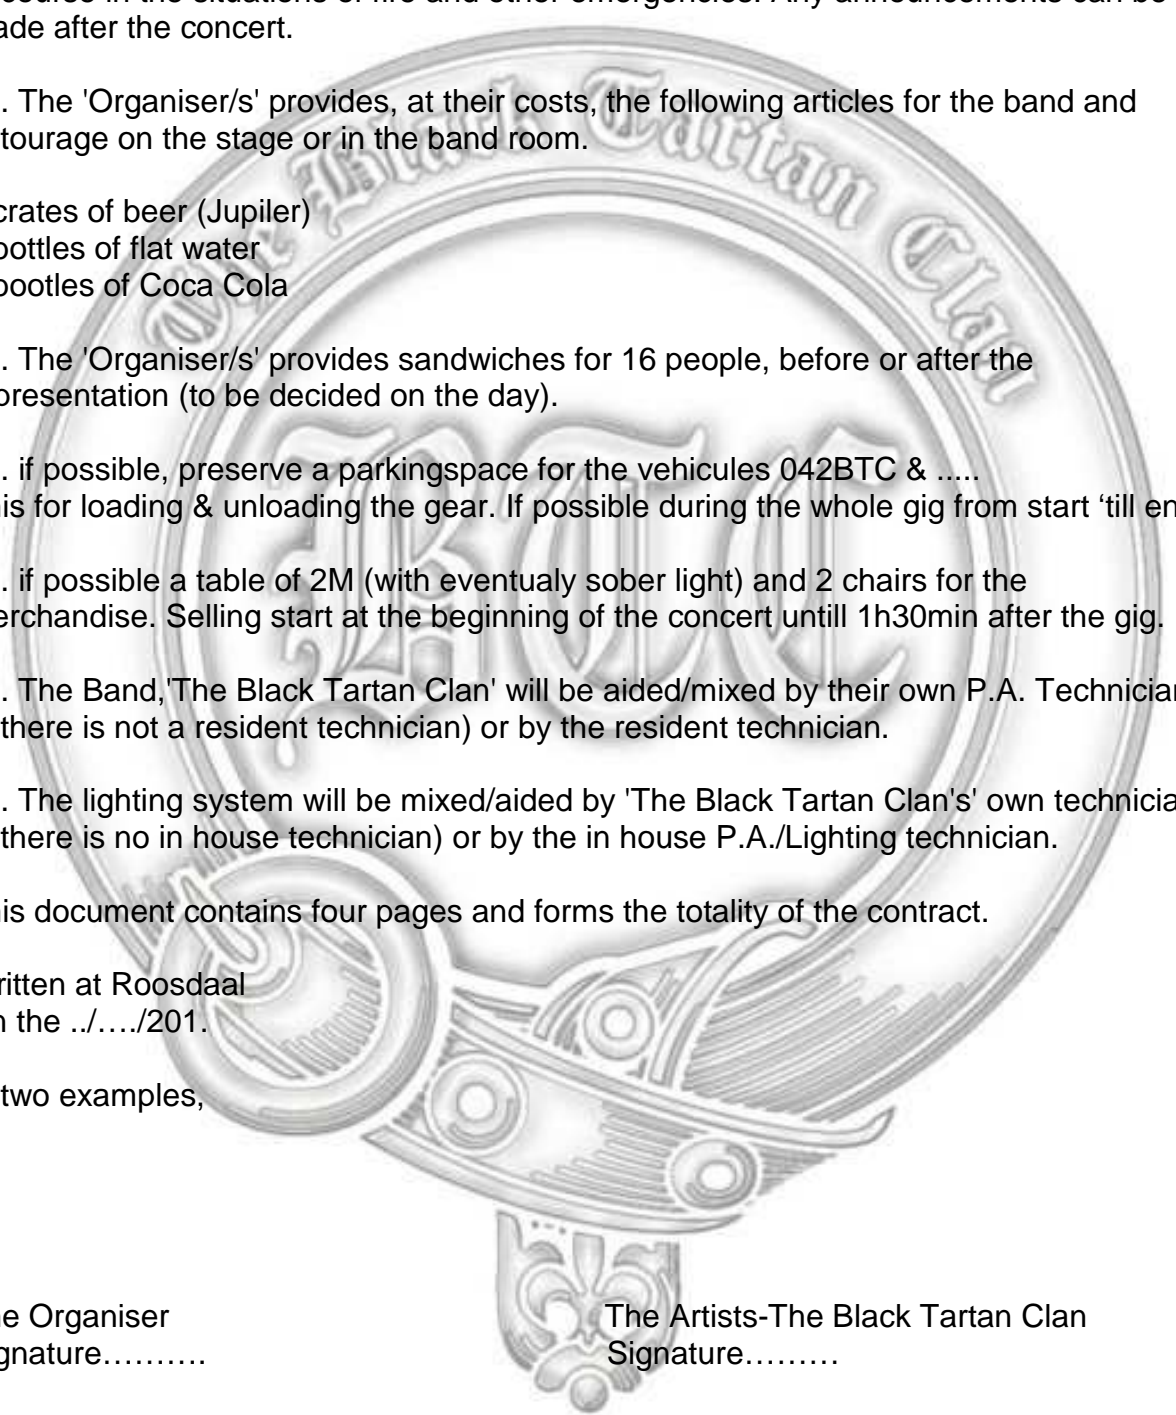 in the situations of fire and other emergencies. Any announcements can be
after the concert.
. The 'Organiser/s' provides, at their costs, the following articles for the band and
tourage on the stage or in the band room.
crates of beer (Jupiler)
bottles of flat water
bootles of Coca Cola
. The 'Organiser/s' provides sandwiches for 16 people, before or after the
presentation (to be decided on the day).
. if possible, preserve a parkingspace for the vehicules 042BTC & .....
is for loading & unloading the gear. If possible during the whole gig from start ‘till en
. if possible a table of 2M (with eventualy sober light) and 2 chairs for the
erchandise. Selling start at the beginning of the concert untill 1h30min after the gig.
. The Band,'The Black Tartan Clan' will be aided/mixed by their own P.A. Technician
there is not a resident technician) or by the resident technician.
. The lighting system will be mixed/aided by 'The Black Tartan Clan's' own technicia
there is no in house technician) or by the in house P.A./Lighting technician.
is document contains four pages and forms the totality of the contract.
ritten at Roosdaal
the ../…./201.
two examples,
e Organiser
gnature……….
The Artists-The Black Tartan Clan
Signature………
The Black Tartan Clan
BTC